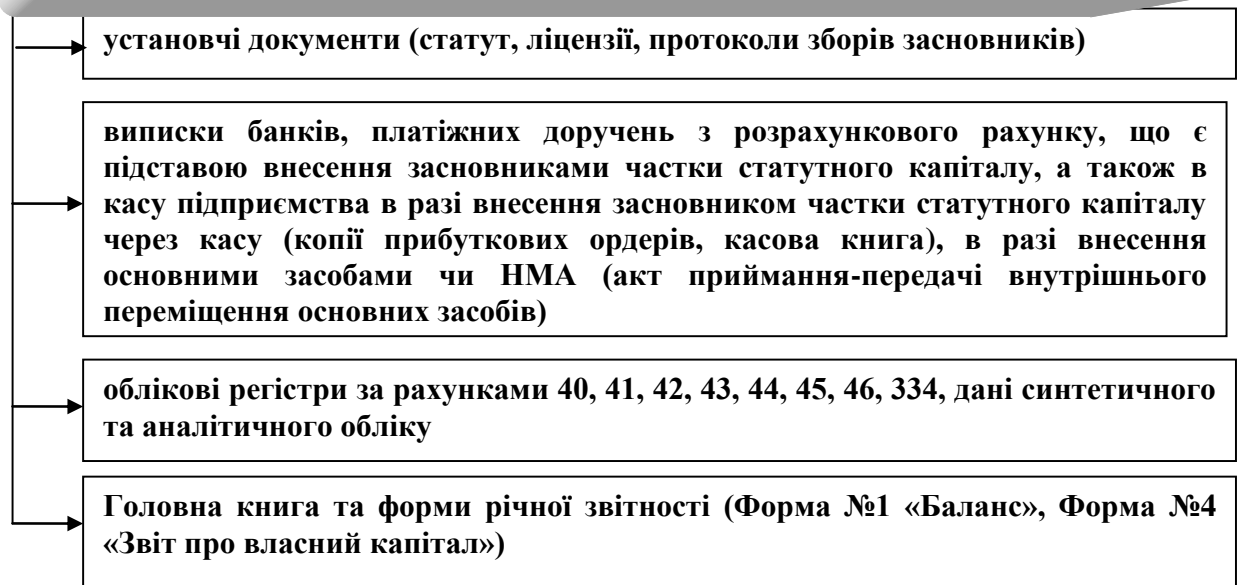 установчі документи (статут, ліцензії, протоколи зборів засновників)
виписки банків, платіжних доручень з розрахункового рахунку, що є
підставою внесення засновниками частки статутного капіталу, а також в
касу підприємства в разі внесення засновником частки статутного капіталу
через касу (копії прибуткових ордерів, касова книга), в разі внесення
основними засобами чи НМА (акт приймання-передачі внутрішнього
переміщення основних засобів)
облікові регістри за рахунками 40, 41, 42, 43, 44, 45, 46, 334, дані синтетичного
та аналітичного обліку
Головна книга та форми річної звітності (Форма №1 «Баланс», Форма №4
«Звіт про власний капітал»)